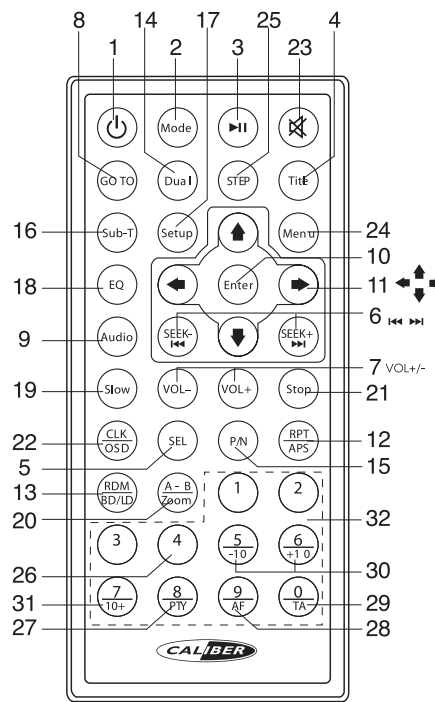 8 14 17 25 4
1 2 3 23
Mode
GO TO Dual STEP Title
Sub-T Setup Menu
16 24
10
EQ Enter
18 11
Audio SEEK- SEEK+
9 6
Slow VOL- VOL+ Stop
19 7 VOL+/-
21
CLK OSD SEL P/N RPT APS
22 12
5 15
RDM BD/LD A - B Zoom 1 2
13
20 32
3 4 5 -10 6 +10
26 30
7 10+ 8 PTY 9 AF 0 TA
31 29
27 28
CALIBER